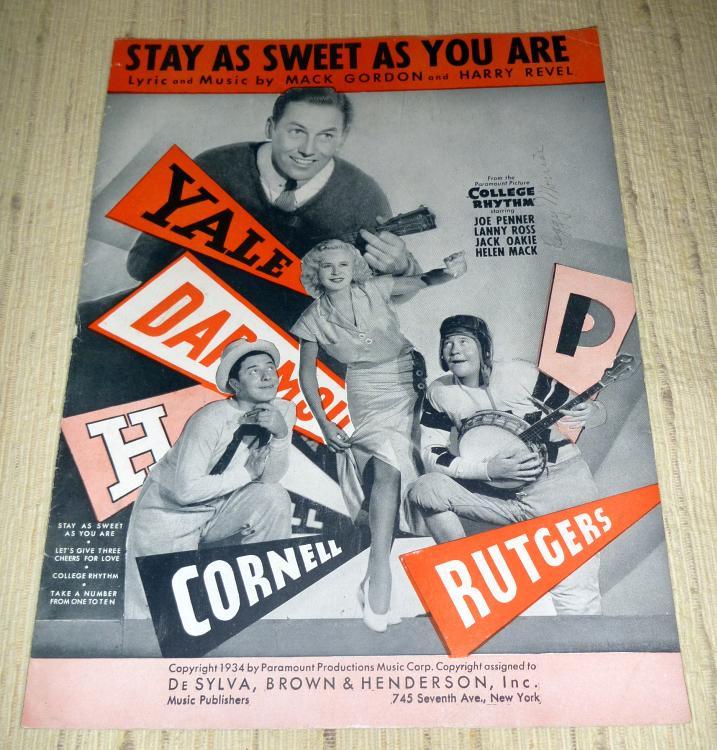 STAY AS SWEET AS YOU ARE
Lyric and Music by MACK GORDON and HARRY REVEL
From the
Paramount Picture
COLLEGE
RHYTHM
starring
JOE PENNER
LANNY ROSS
JACK OAKIE
HELEN MACK
YALE
DAR MOU
P
H
LL
CORNELL
RUTGERS
STAY AS SWEET
AS YOU ARE
•
LET'S GIVE THREE
CHEERS FOR LOVE
•
COLLEGE RHYTHM
•
TAKE A NUMBER
FROM ONE TO TEN
Copyright 1934 by Paramount Productions Music Corp. Copyright assigned to
DE SYLVA, BROWN & HENDERSON, Inc.
Music Publishers 745 Seventh Ave., New York